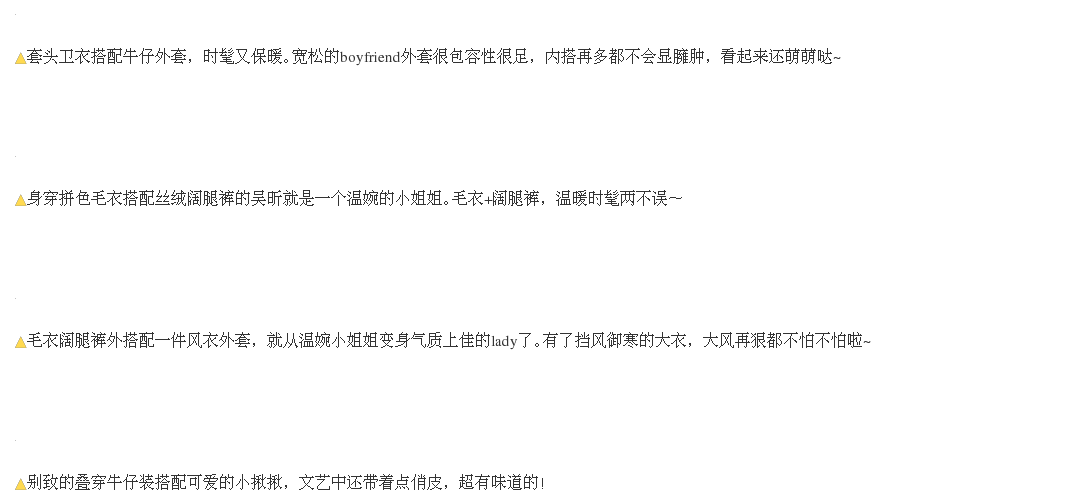 ▲套头卫衣搭配牛仔外套，时髦又保暖。宽松的boyfriend外套很包容性很足，内搭再多都不会显臃肿，看起来还萌萌哒~
▲身穿拼色毛衣搭配丝绒阔腿裤的吴昕就是一个温婉的小姐姐。毛衣+阔腿裤，温暖时髦两不误～
▲毛衣阔腿裤外搭配一件风衣外套，就从温婉小姐姐变身气质上佳的lady了。有了挡风御寒的大衣，大风再狠都不怕不怕啦~
▲别致的叠穿牛仔装搭配可爱的小揪揪，文艺中还带着点俏皮，超有味道的！